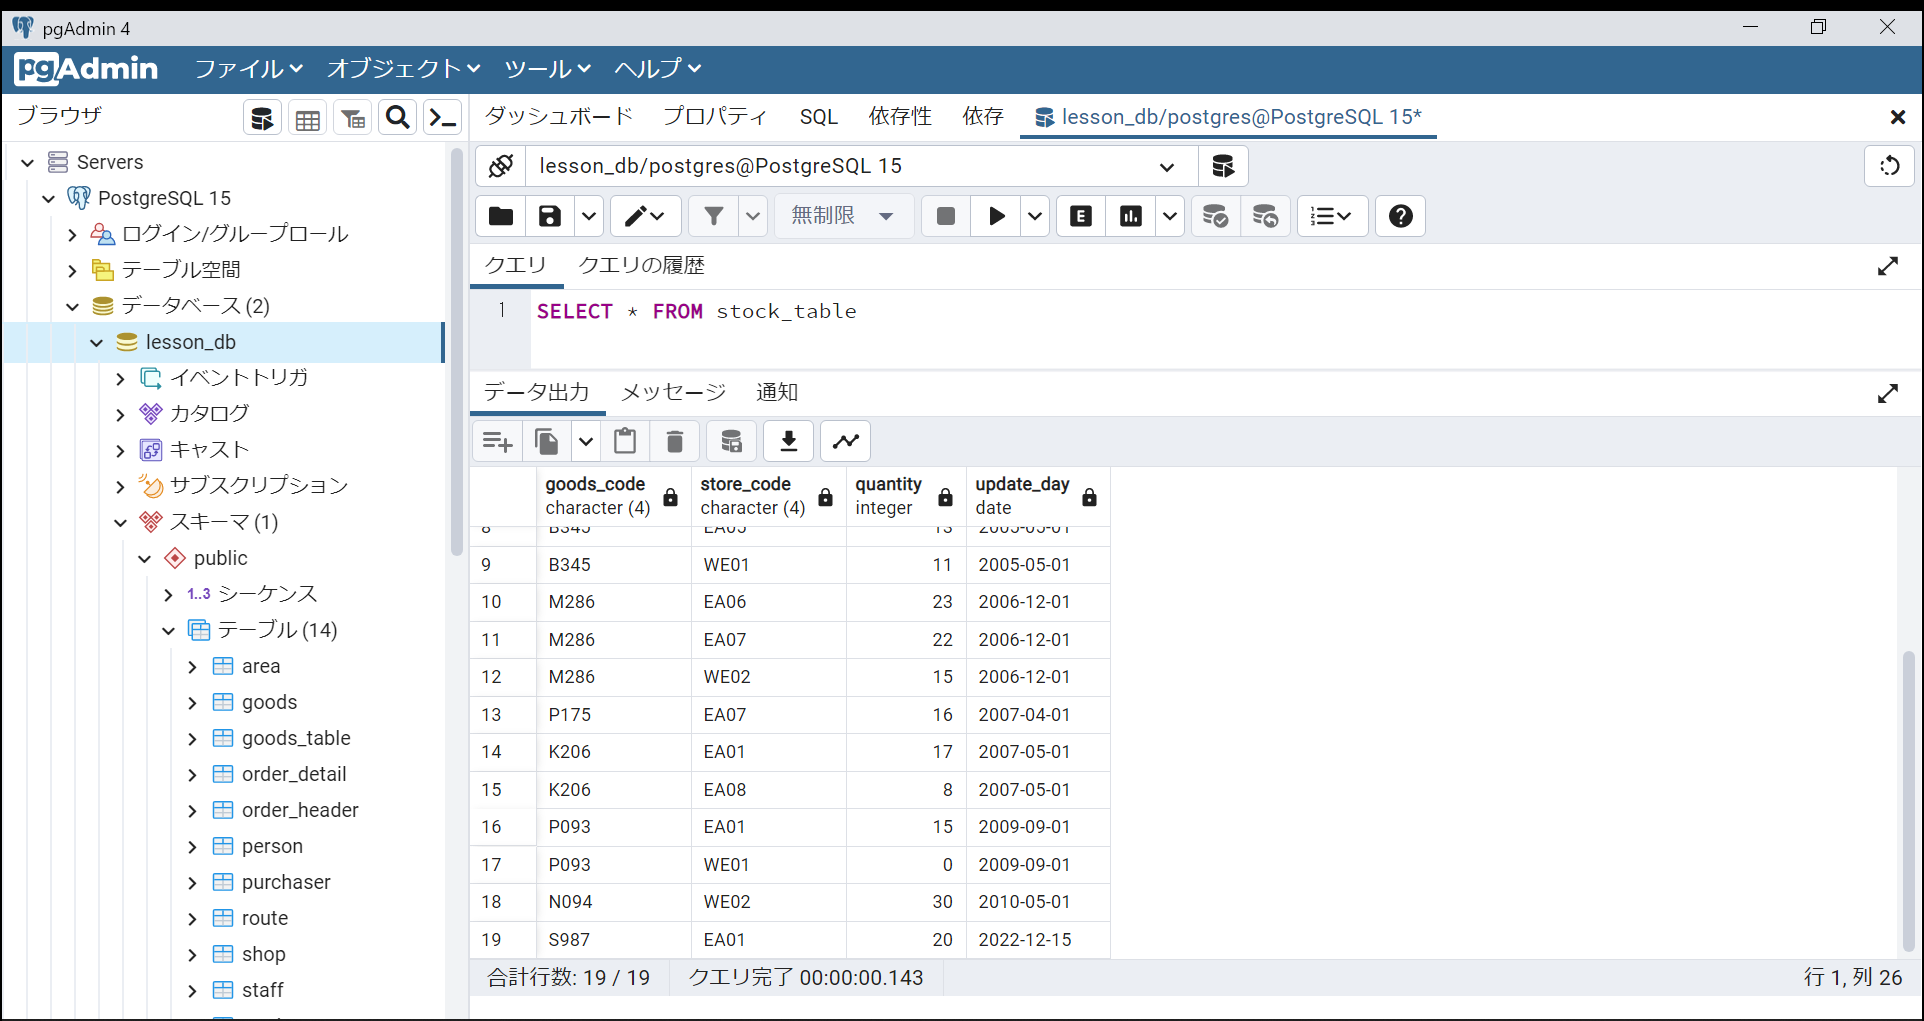 pgAdmin 4
pgAdmin ファイル オブジェクト ツール ヘルプ
ブラウザ
Servers
PostgreSQL 15
ログイン/グループロール
テーブル空間
データベース (2)
lesson_db
イベントトリガ
カタログ
キャスト
サブスクリプション
スキーマ (1)
public
1..3 シーケンス
テーブル (14)
area
goods
goods_table
order_detail
order_header
person
purchaser
route
shop
staff
ダッシュボード プロパティ SQL 依存性 依存 lesson_db/postgres@PostgreSQL 15*
lesson_db/postgres@PostgreSQL 15
無制限 E
クエリ クエリの履歴
1 SELECT * FROM stock_table
データ出力 メッセージ 通知
goods_code store_code quantity update_day
character (4) character (4) integer date
8 B345 EA05 13 2005-05-01
9 B345 WE01 11 2005-05-01
10 M286 EA06 23 2006-12-01
11 M286 EA07 22 2006-12-01
12 M286 WE02 15 2006-12-01
13 P175 EA07 16 2007-04-01
14 K206 EA01 17 2007-05-01
15 K206 EA08 8 2007-05-01
16 P093 EA01 15 2009-09-01
17 P093 WE01 0 2009-09-01
18 N094 WE02 30 2010-05-01
19 S987 EA01 20 2022-12-15
合計行数: 19 / 19 クエリ完了 00:00:00.143 行 1, 列 26